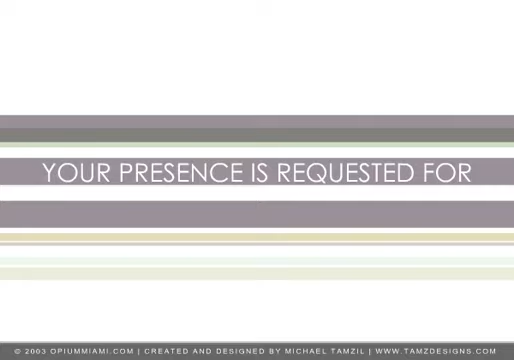 YOUR PRESENCE IS REQUESTED FOR
© 2003 OPIUMMIAMI.COM | CREATED AND DESIGNED BY MICHAEL TAMZIL | WWW.TAMZDESIGNS.COM